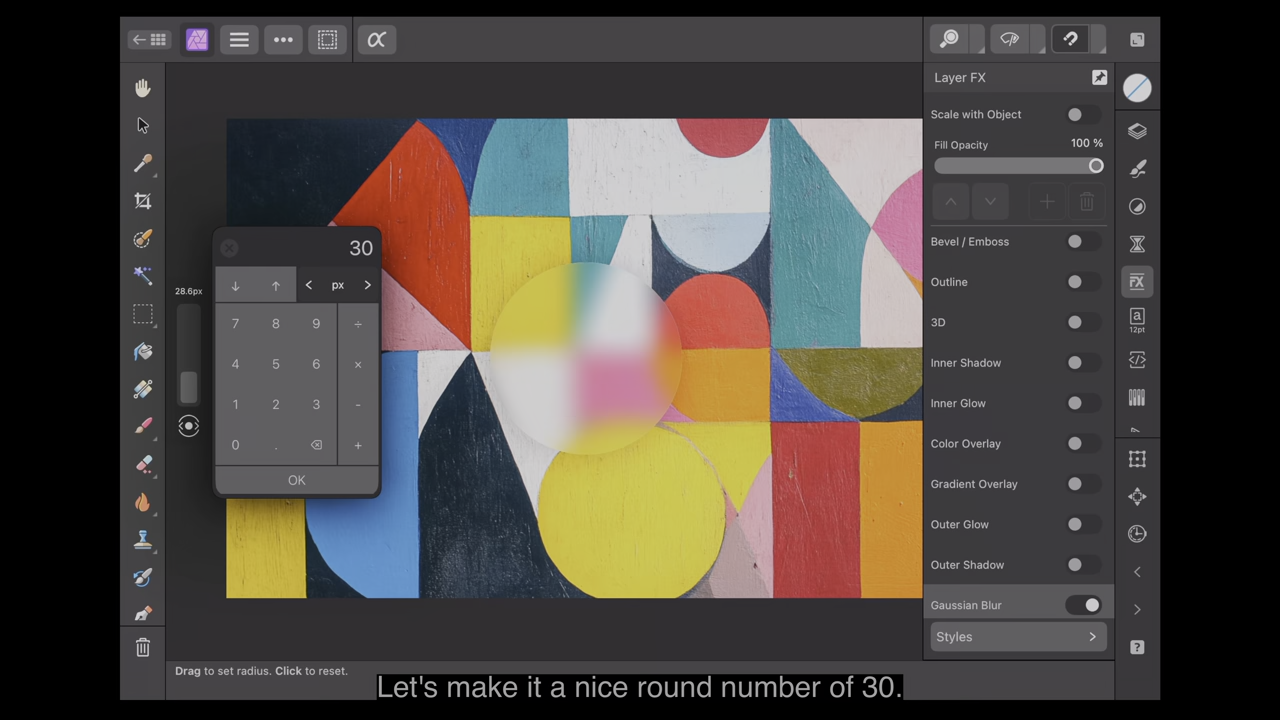 Layer FX
Scale with Object
Fill Opacity
100 %
30
px
28.6px
7 8 9 ÷
4 5 6 ×
1 2 3 -
0 . +
OK
Bevel / Emboss
Outline
3D
Inner Shadow
Inner Glow
Color Overlay
Gradient Overlay
Outer Glow
Outer Shadow
Gaussian Blur
Styles
FX
a
12pt
?
Drag to set radius. Click to reset.
Let's make it a nice round number of 30.